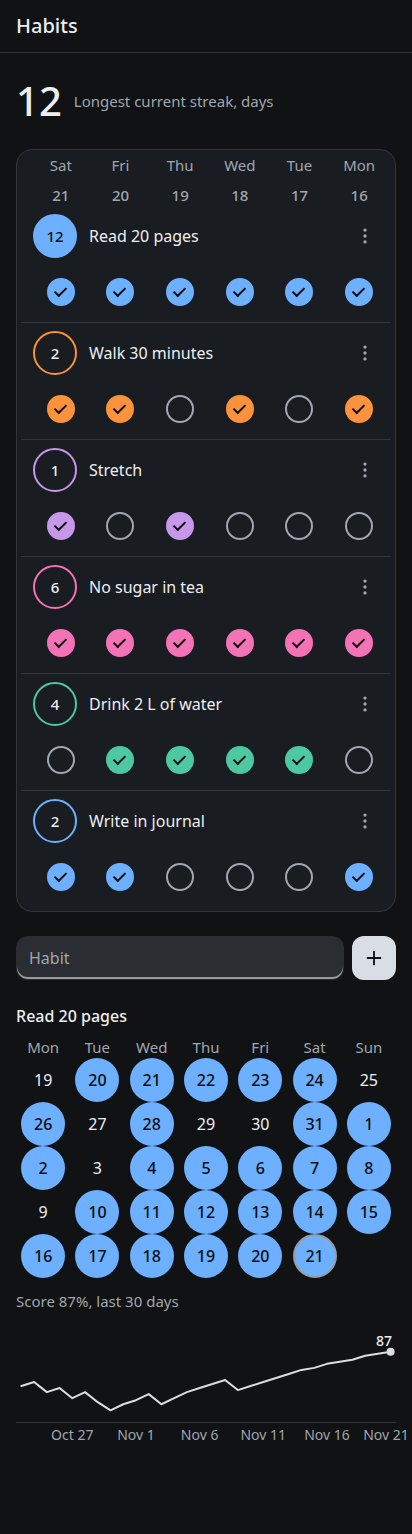 Habits
12 Longest current streak, days
Sat Fri Thu Wed Tue Mon
21 20 19 18 17 16
12 Read 20 pages
2 Walk 30 minutes
1 Stretch
6 No sugar in tea
4 Drink 2 L of water
2 Write in journal
Habit
Read 20 pages
Mon Tue Wed Thu Fri Sat Sun
19 20 21 22 23 24 25
26 27 28 29 30 31 1
2 3 4 5 6 7 8
9 10 11 12 13 14 15
16 17 18 19 20 21
Score 87%, last 30 days
87
Oct 27 Nov 1 Nov 6 Nov 11 Nov 16 Nov 21